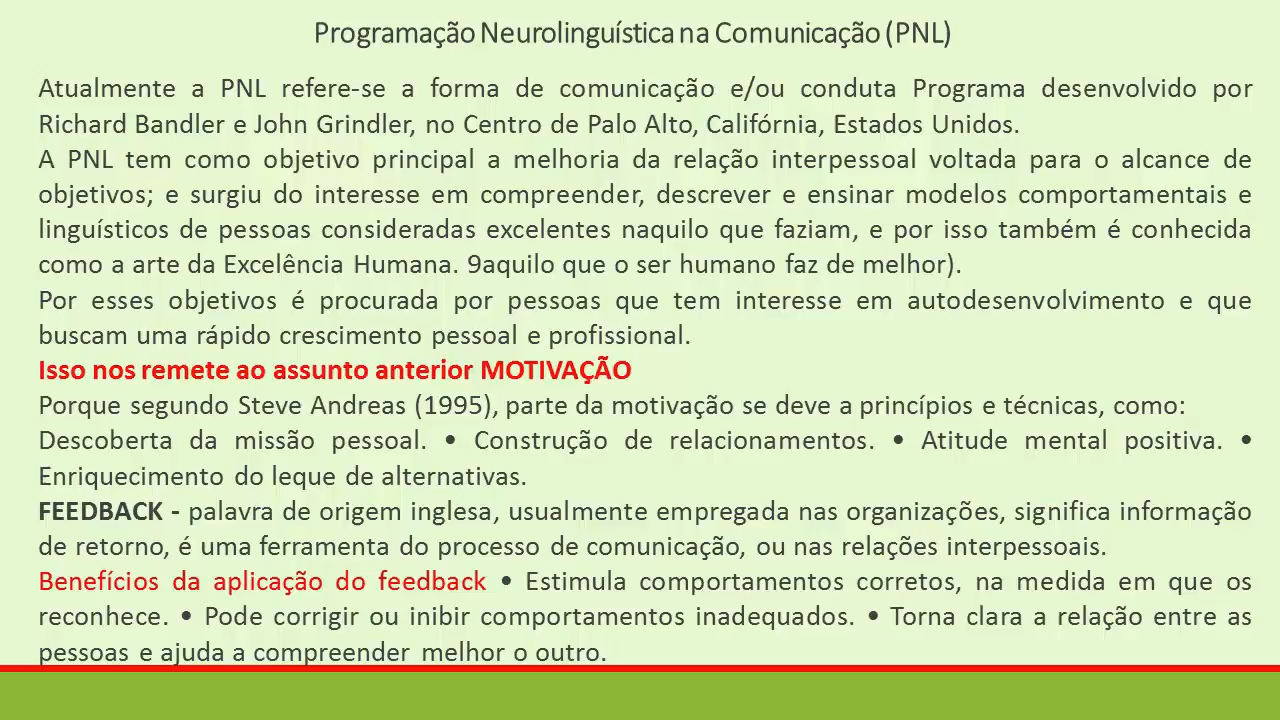 Programação Neurolinguística na Comunicação (PNL)
Atualmente a PNL refere-se a forma de comunicação e/ou conduta Programa desenvolvido por
Richard Bandler e John Grindler, no Centro de Palo Alto, Califórnia, Estados Unidos.
A PNL tem como objetivo principal a melhoria da relação interpessoal voltada para o alcance de
objetivos; e surgiu do interesse em compreender, descrever e ensinar modelos comportamentais e
linguísticos de pessoas consideradas excelentes naquilo que faziam, e por isso também é conhecida
como a arte da Excelência Humana. 9aquilo que o ser humano faz de melhor).
Por esses objetivos é procurada por pessoas que tem interesse em autodesenvolvimento e que
buscam uma rápido crescimento pessoal e profissional.
Isso nos remete ao assunto anterior MOTIVAÇÃO
Porque segundo Steve Andreas (1995), parte da motivação se deve a princípios e técnicas, como:
Descoberta da missão pessoal. • Construção de relacionamentos. • Atitude mental positiva. •
Enriquecimento do leque de alternativas.
FEEDBACK - palavra de origem inglesa, usualmente empregada nas organizações, significa informação
de retorno, é uma ferramenta do processo de comunicação, ou nas relações interpessoais.
Benefícios da aplicação do feedback • Estimula comportamentos corretos, na medida em que os
reconhece. • Pode corrigir ou inibir comportamentos inadequados. • Torna clara a relação entre as
pessoas e ajuda a compreender melhor o outro.